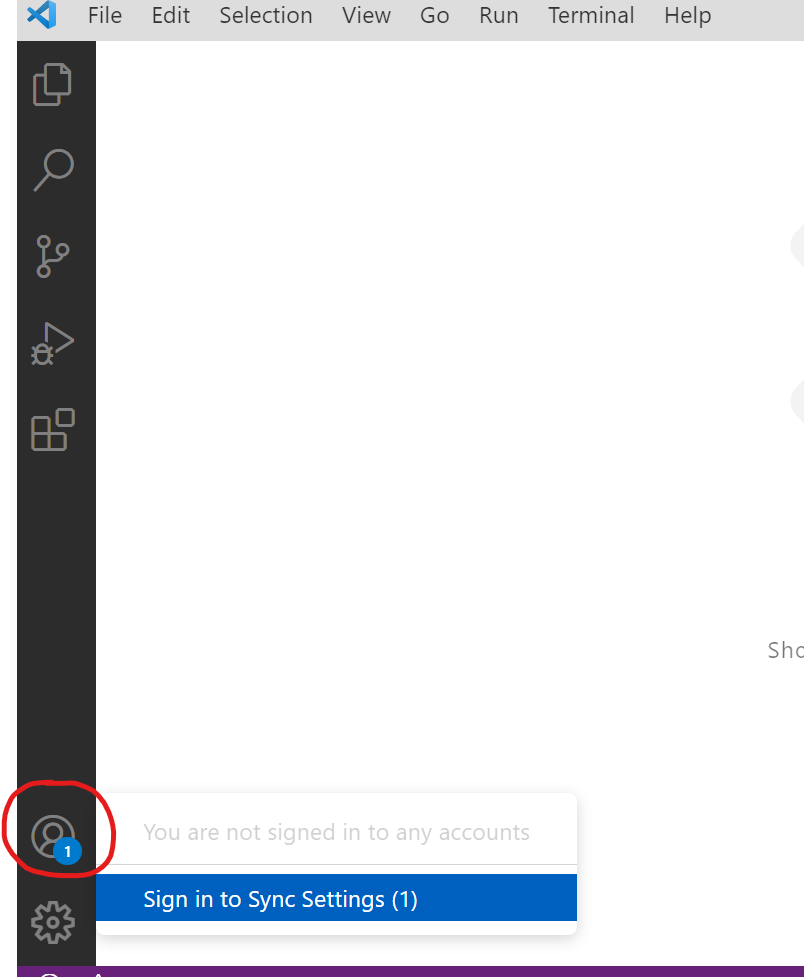 File Edit Selection View Go Run Terminal Help
Sho
1
You are not signed in to any accounts
Sign in to Sync Settings (1)